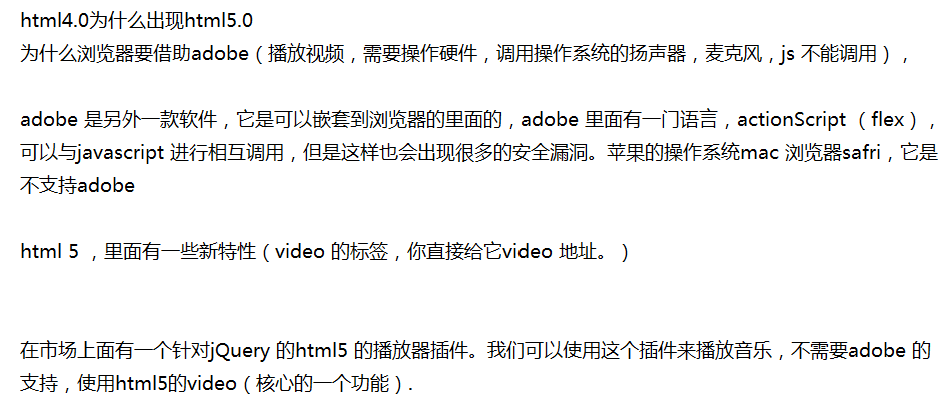 html4.0为什么出现html5.0
为什么浏览器要借助adobe（播放视频，需要操作硬件，调用操作系统的扬声器，麦克风，js 不能调用），
adobe 是另外一款软件，它是可以嵌套到浏览器的里面的，adobe 里面有一门语言，actionScript （flex），
可以与javascript 进行相互调用，但是这样也会出现很多的安全漏洞。苹果的操作系统mac 浏览器safri，它是
不支持adobe
html 5 ，里面有一些新特性（video 的标签，你直接给它video 地址。）
在市场上面有一个针对jQuery 的html5 的播放器插件。我们可以使用这个插件来播放音乐，不需要adobe 的
支持，使用html5的video（核心的一个功能）.